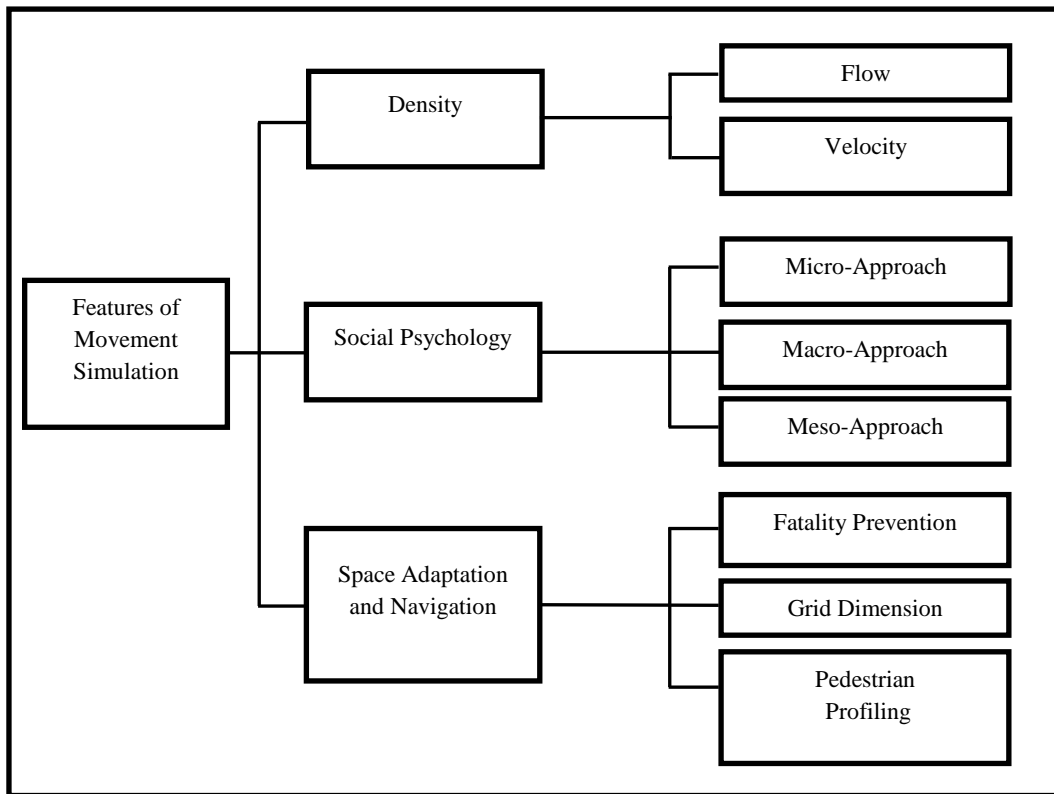 Features of
Movement
Simulation
Density
Flow
Velocity
Social Psychology
Micro-Approach
Macro-Approach
Meso-Approach
Space Adaptation
and Navigation
Fatality Prevention
Grid Dimension
Pedestrian
Profiling